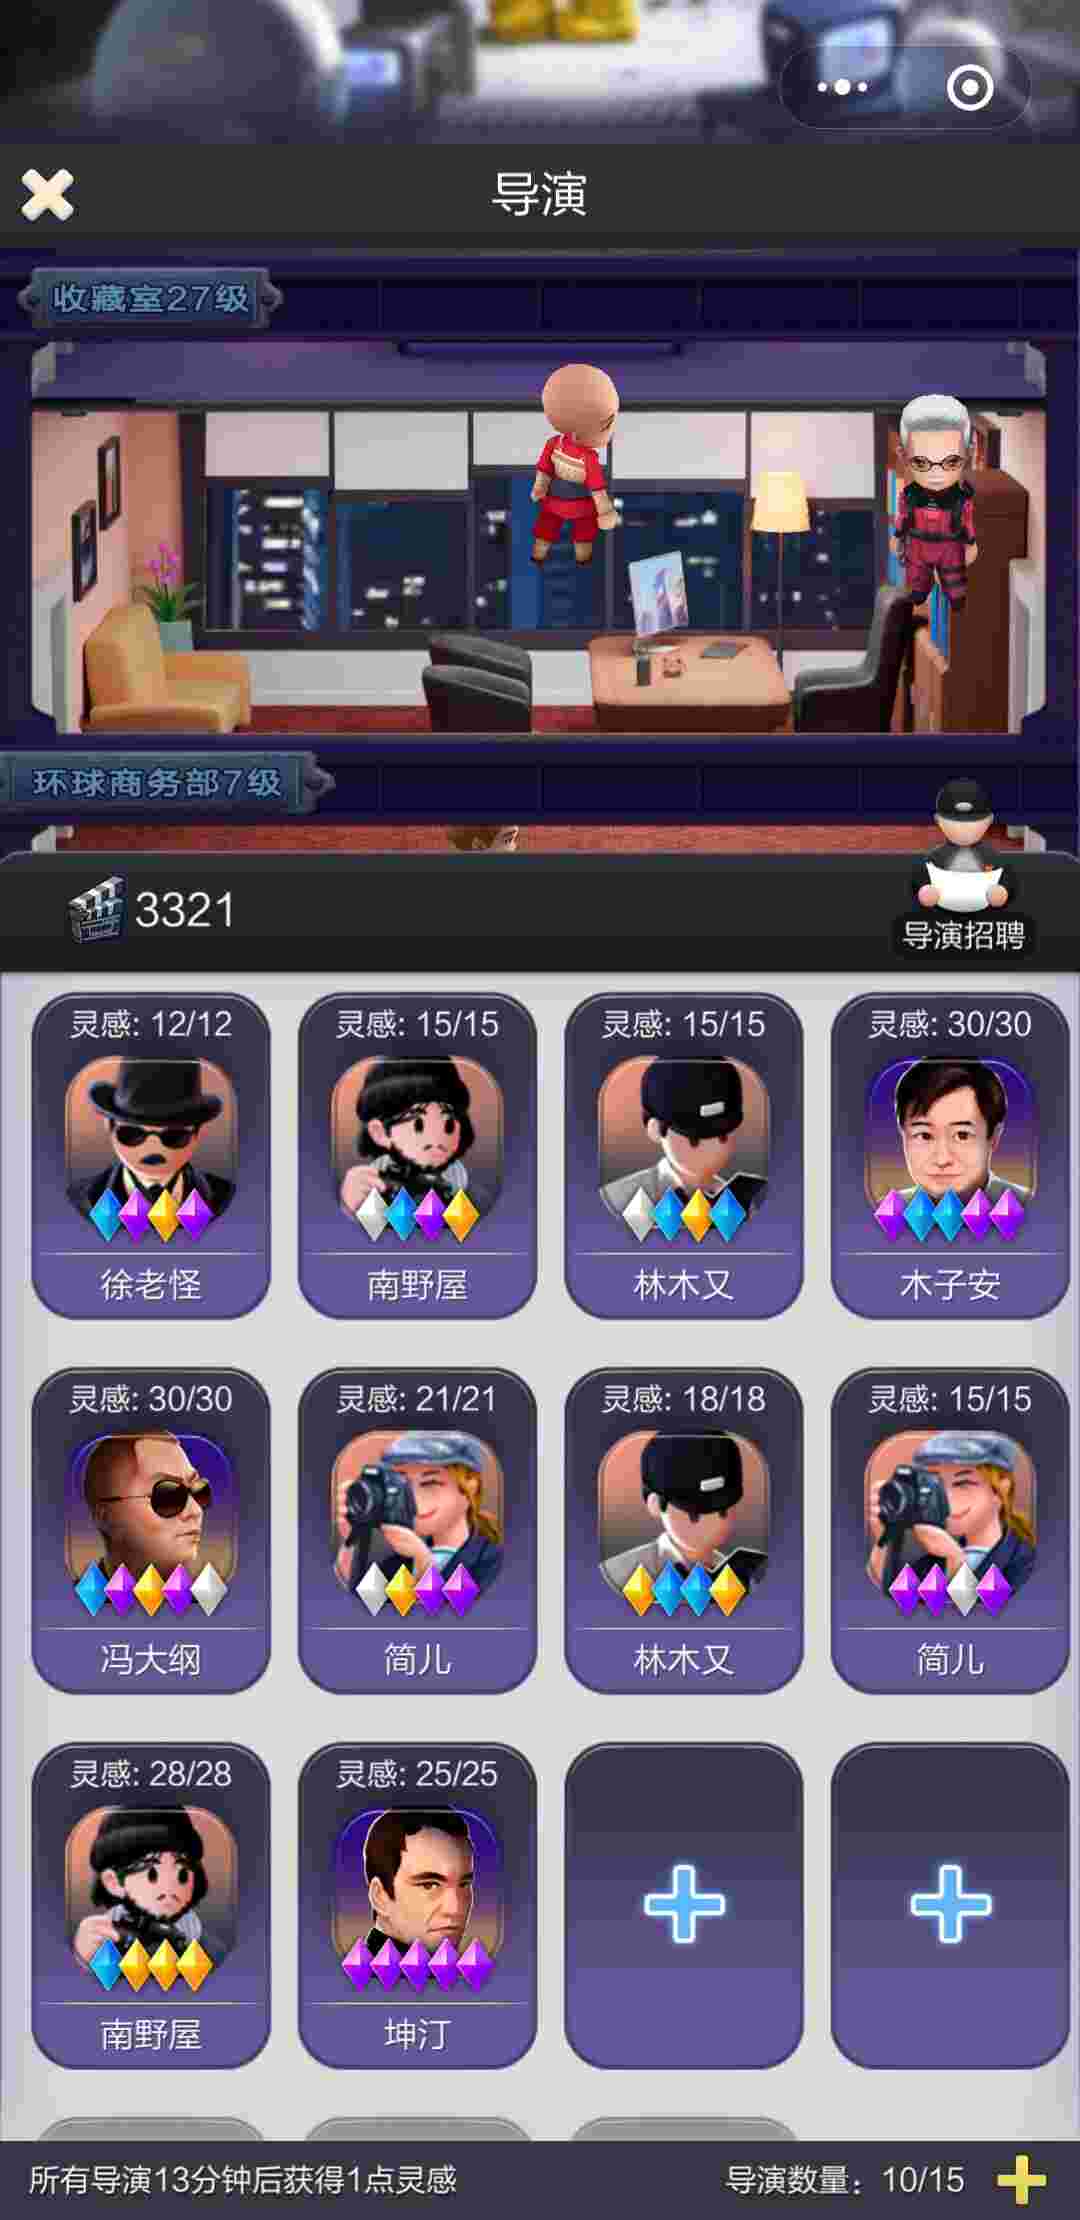 导演
收藏室27级
环球商务部7级
3321
导演招聘
灵感: 12/12
灵感: 15/15
灵感: 15/15
灵感: 30/30
徐老怪
南野屋
林木又
木子安
灵感: 30/30
灵感: 21/21
灵感: 18/18
灵感: 15/15
冯大纲
简儿
林木又
简儿
灵感: 28/28
灵感: 25/25
南野屋
坤汀
所有导演13分钟后获得1点灵感
导演数量：10/15